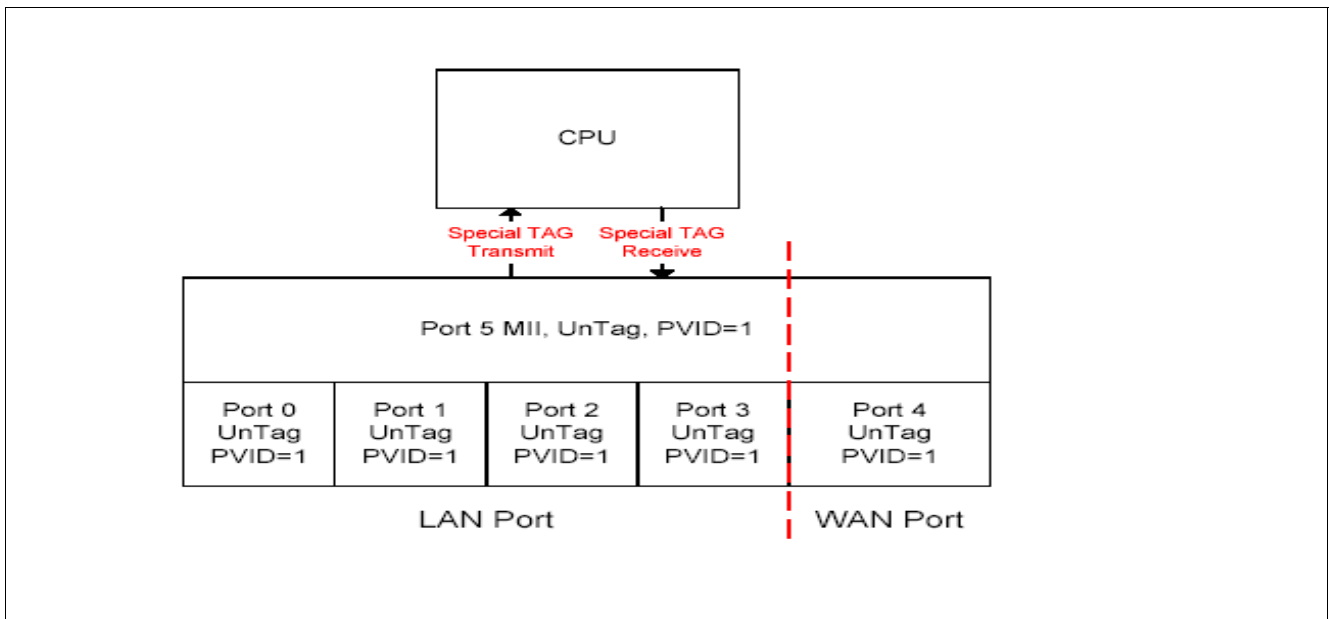 CPU
Special TAG
Transmit
Special TAG
Receive
Port 5 MII, UnTag, PVID=1
Port 0
UnTag
PVID=1
Port 1
UnTag
PVID=1
Port 2
UnTag
PVID=1
Port 3
UnTag
PVID=1
Port 4
UnTag
PVID=1
LAN Port
WAN Port